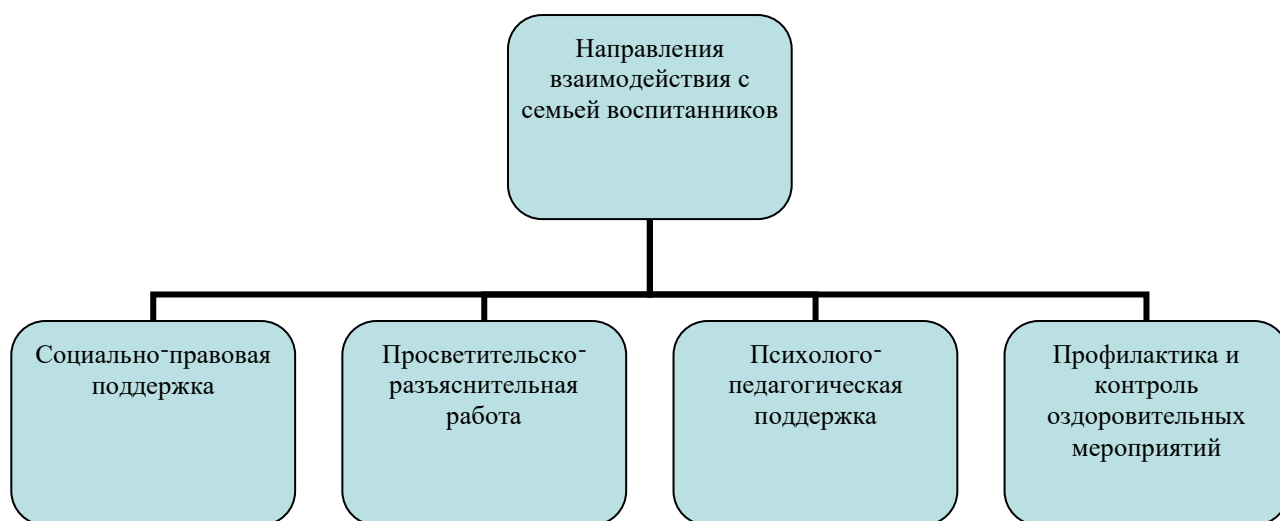 Направления
взаимодействия с
семьей воспитанников
Социально-правовая
поддержка
Просветительско-
разъяснительная
работа
Психолого-
педагогическая
поддержка
Профилактика и
контроль
оздоровительных
мероприятий